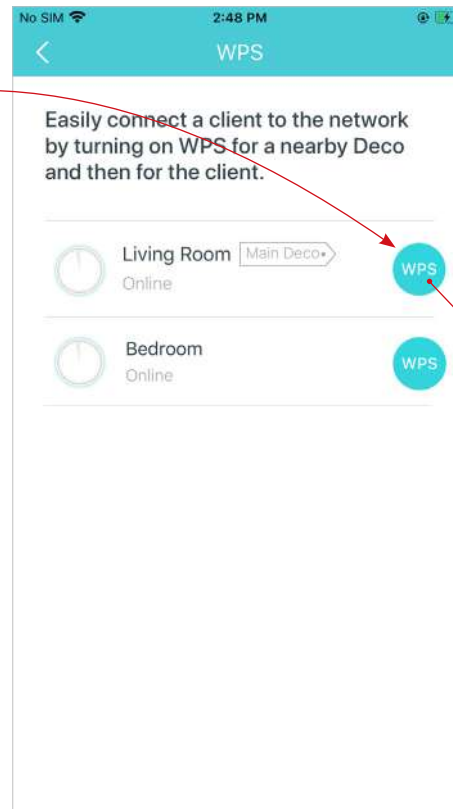 No SIM 2:48 PM
WPS
Easily connect a client to the network
by turning on WPS for a nearby Deco
and then for the client.
Living Room Main Deco
Online
WPS
Bedroom
Online
WPS